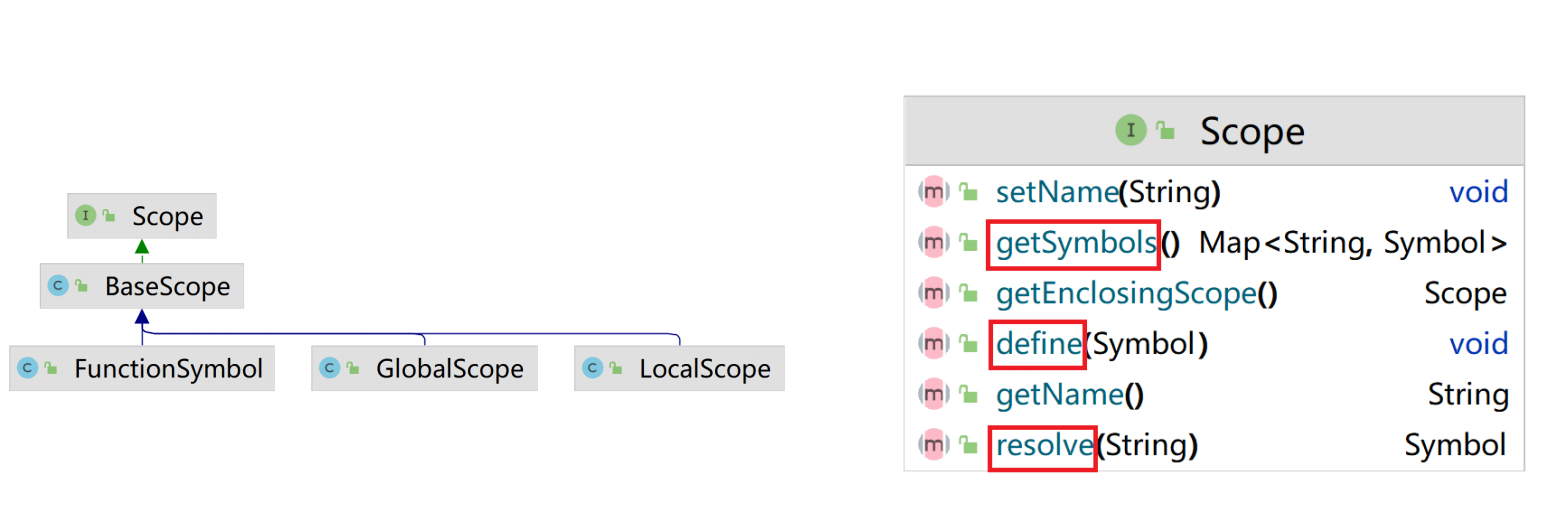 Scope
BaseScope
FunctionSymbol
GlobalScope
LocalScope
Scope
setName(String) void
getSymbols() Map<String, Symbol>
getEnclosingScope() Scope
define(Symbol) void
getName() String
resolve(String) Symbol